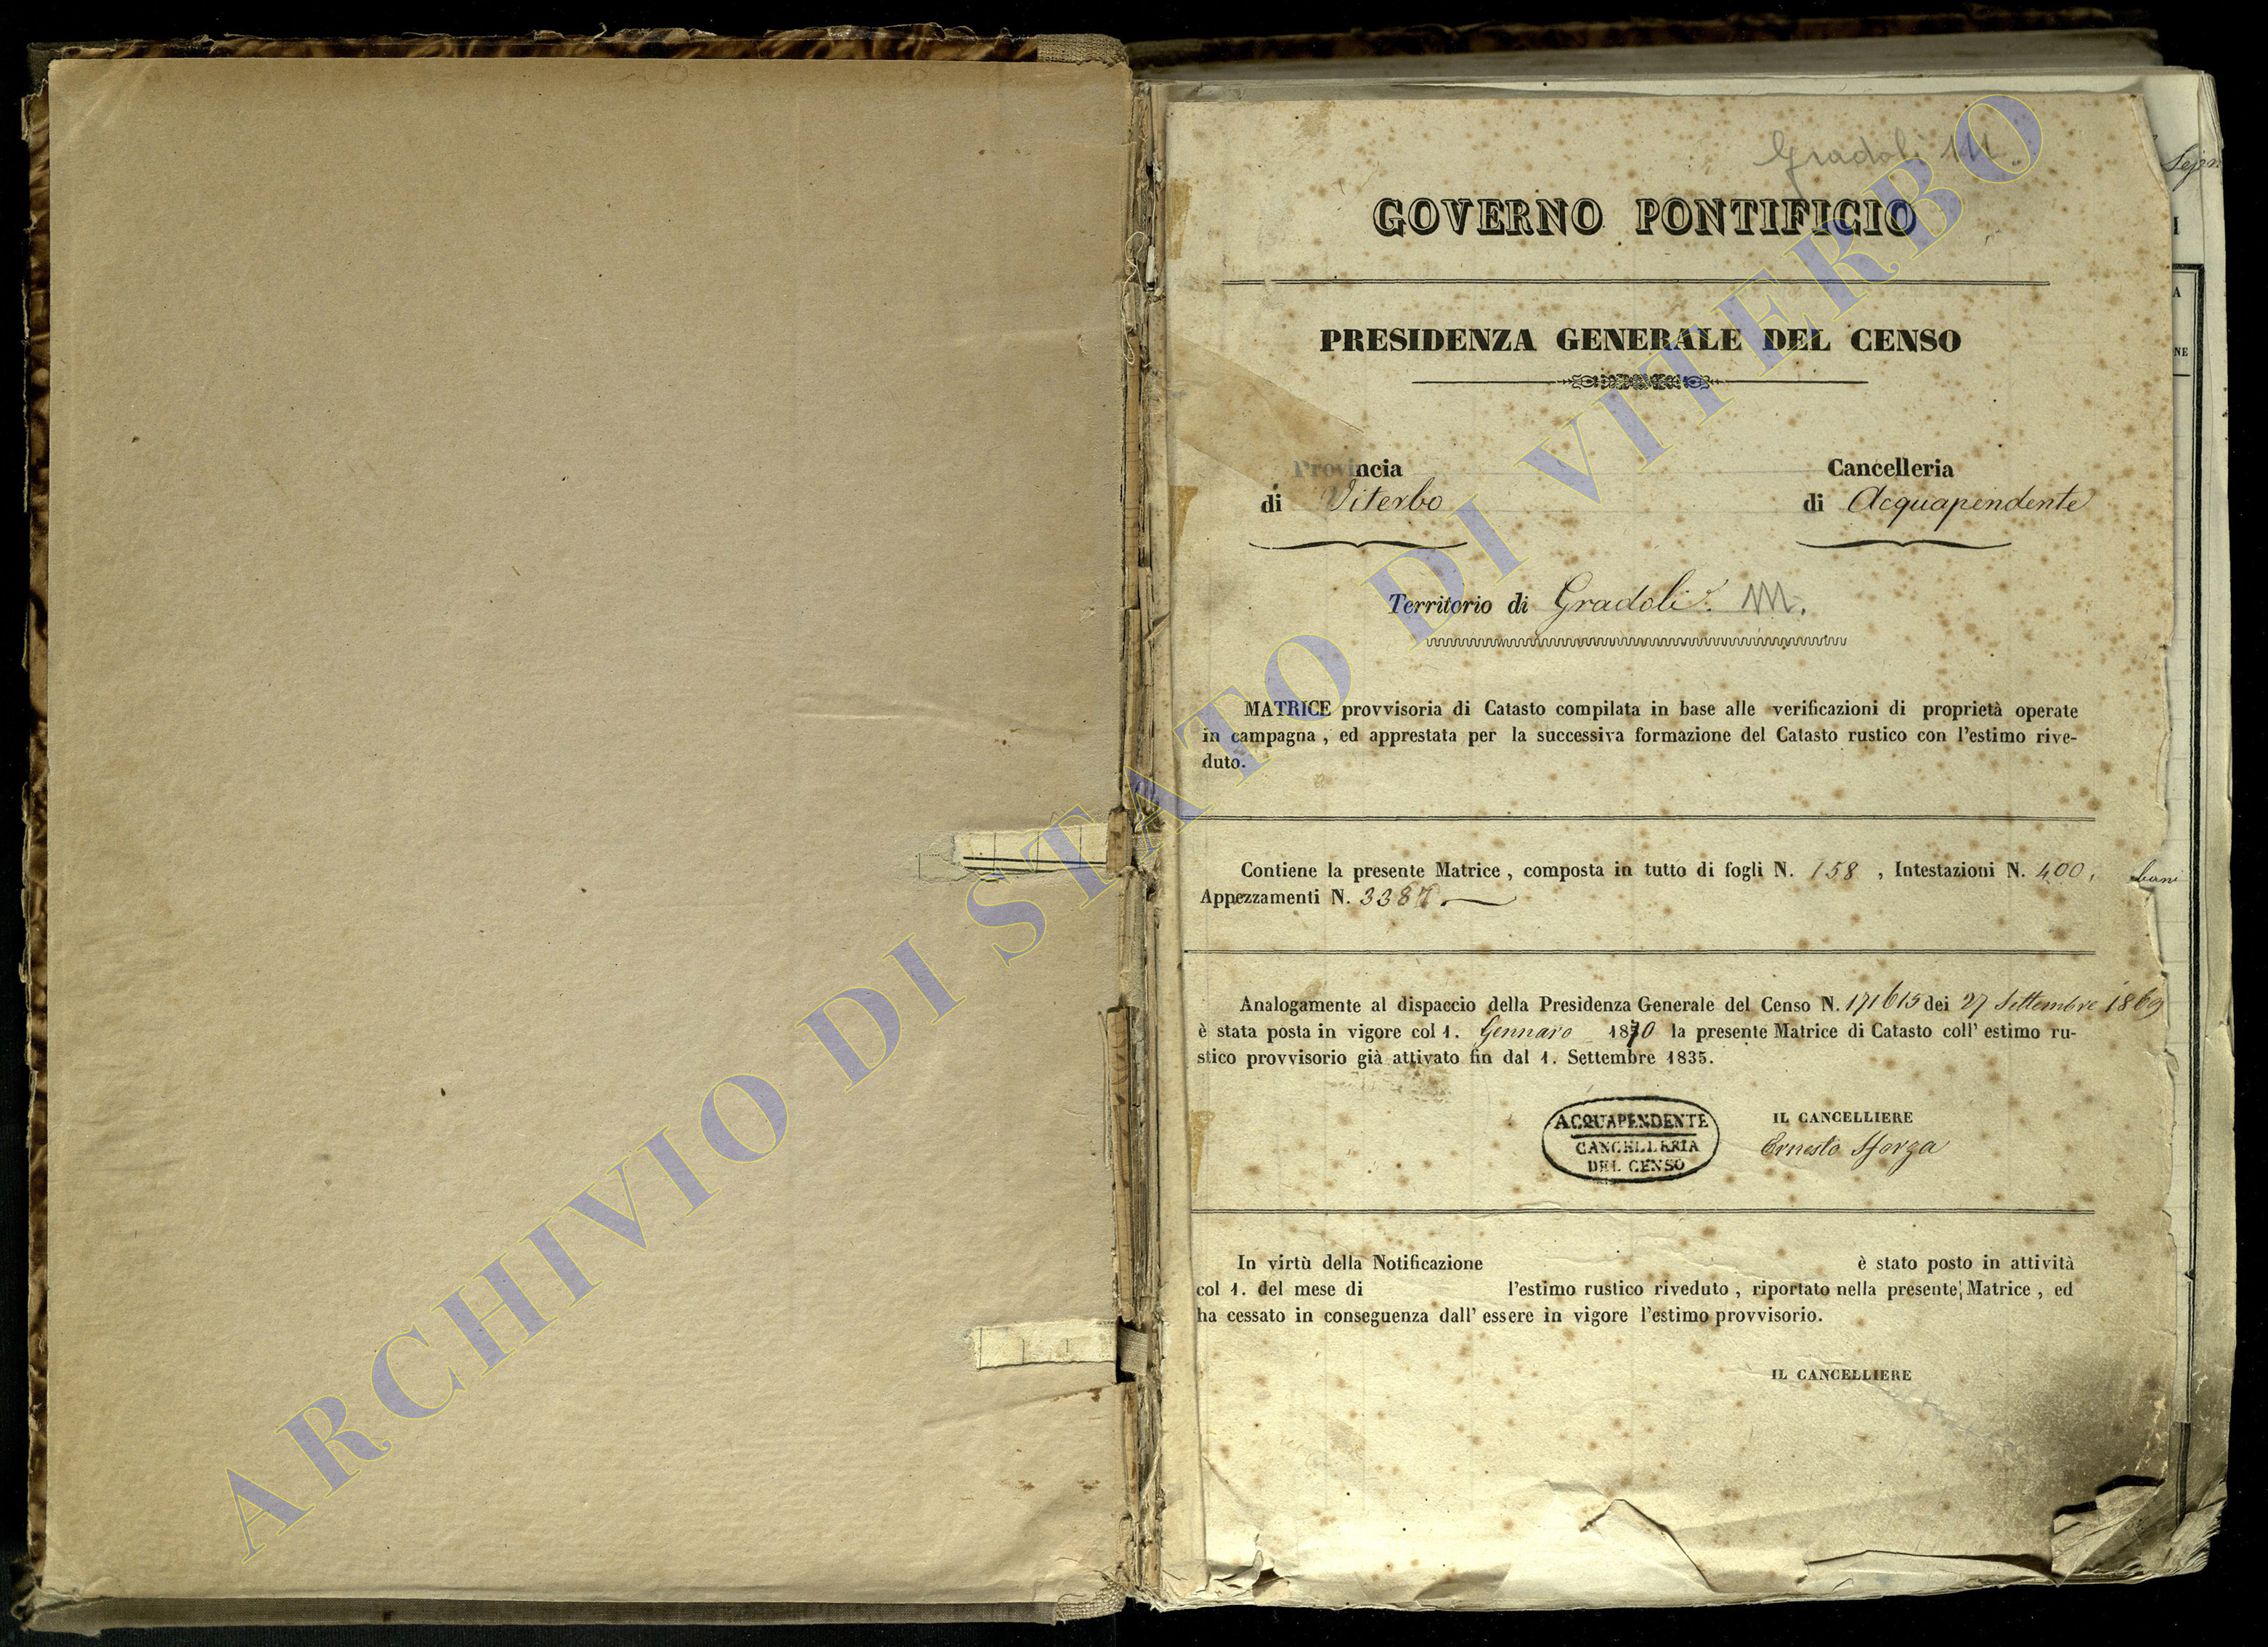 Gradoli III.
GOVERNO PONTIFICIO
PRESIDENZA GENERALE DEL CENSO
Provincia
di Viterbo
Cancelleria
di Acquapendente
Territorio di Gradoli
MATRICE provvisoria di Catasto compilata in base alle verificazioni di proprietà operate
in campagna , ed apprestata per la successiva formazione del Catasto rustico con l'estimo rive-
duto.
Contiene la presente Matrice , composta in tutto di fogli N. 158 , Intestazioni N. 400,
Appezzamenti N.
Analogamente al dispaccio della Presidenza Generale del Censo N. 171615 dei 27 Settembre 1869
è stata posta in vigore col 1. Gennaro 1870 la presente Matrice di Catasto coll' estimo ru-
stico provvisorio già attivato fin dal 1. Settembre 1835.
ACQUAPENDENTE
CANCELLERIA
DEL CENSO
IL CANCELLIERE
Ernesto Sforza
In virtù della Notificazione è stato posto in attività
col 1. del mese di l'estimo rustico riveduto , riportato nella presente Matrice , ed
ha cessato in conseguenza dall' essere in vigore l'estimo provvisorio.
IL CANCELLIERE
ARCHIVIO DI STATO DI VITERBO